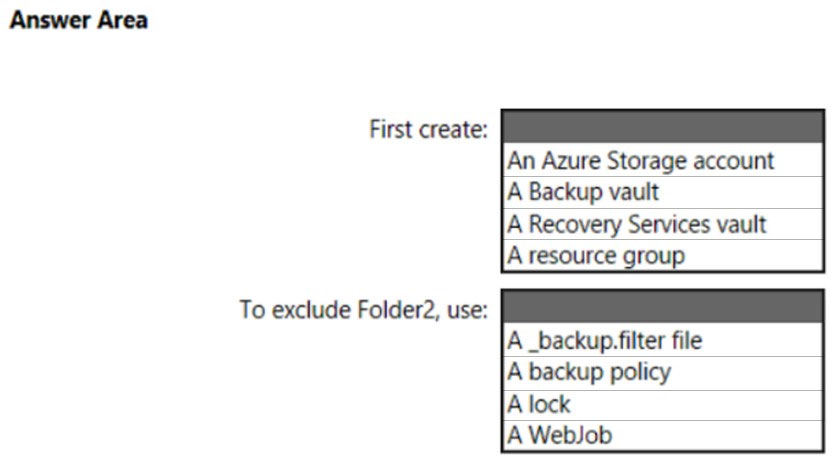 Answer Area
First create:
An Azure Storage account
A Backup vault
A Recovery Services vault
A resource group
To exclude Folder2, use:
A _backup.filter file
A backup policy
A lock
A WebJob